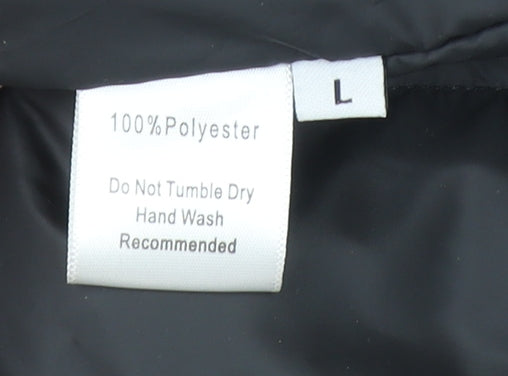 100%Polyester
L
Do Not Tumble Dry
Hand Wash
Recommended